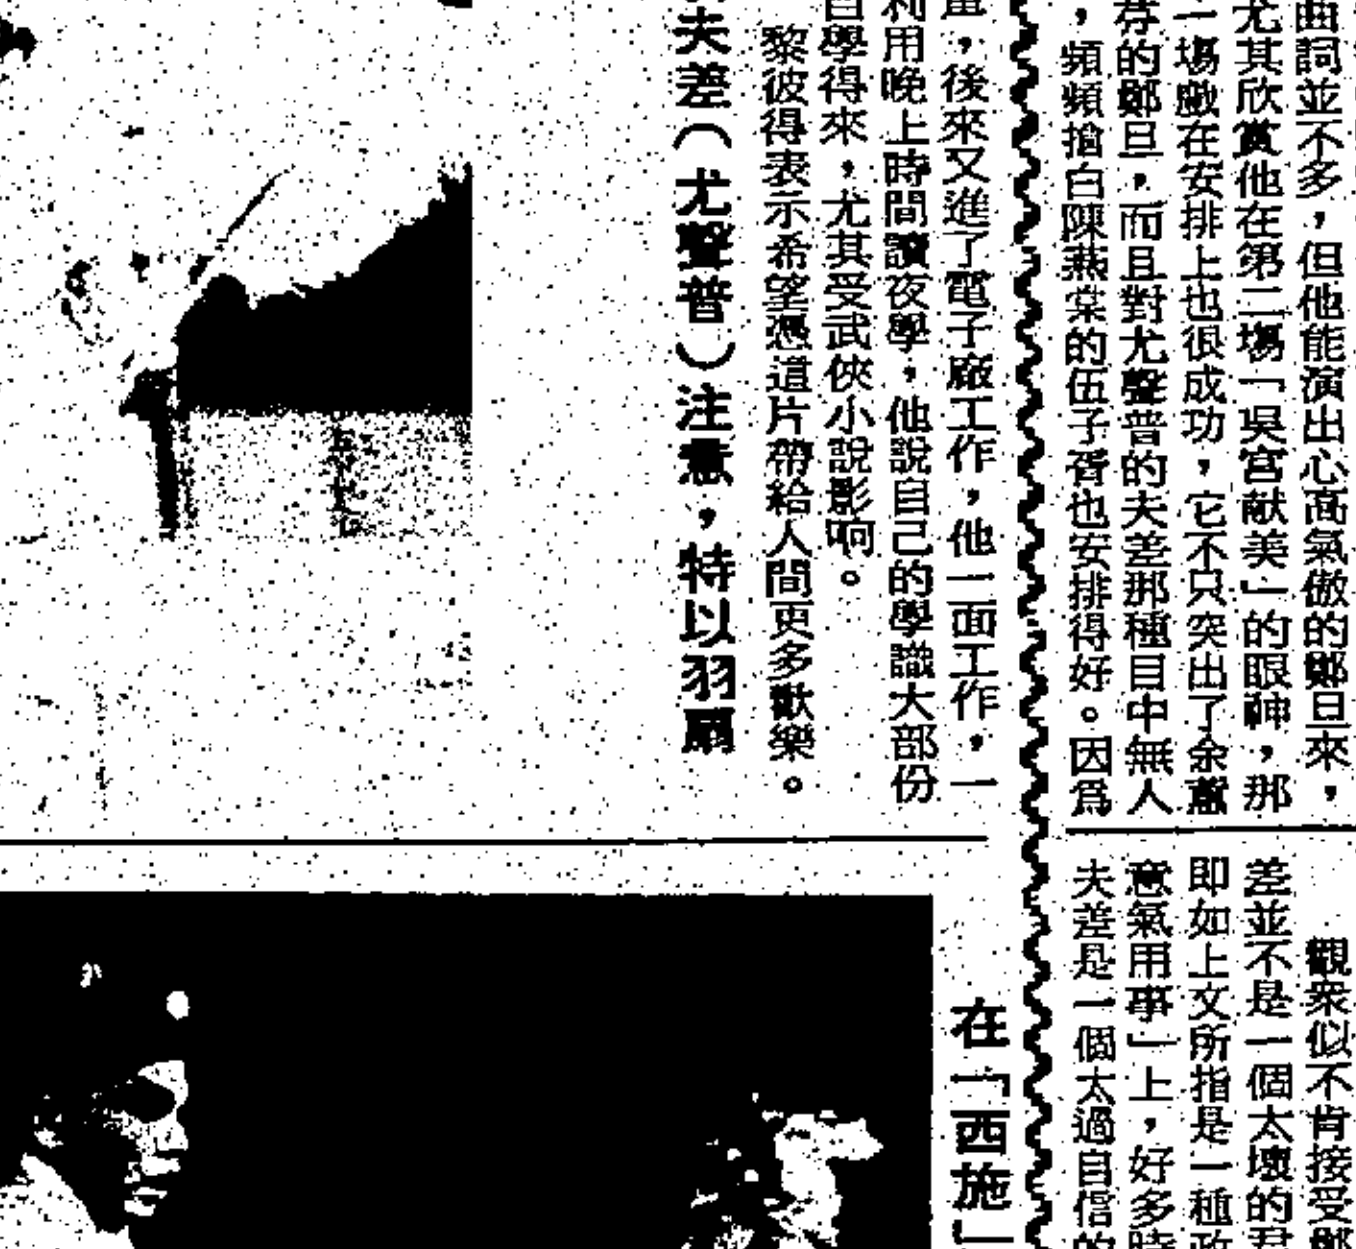 曲詞並不多，但他能演出心高氣傲的鄭旦來，
尤其欣賞他在第二場「吳宮献美」的眼神，那
一場戲在安排上也很成功，它不只突出了余蕙
芬的鄭旦，而且對尤聲普的夫差那種目中無人
，頻頻搶白陳燕棠的伍子胥也安排得好。因爲
觀衆似不肯接受鄭
差並不是一個太壞的君
即如上文所指是一種政
意氣用事」上，好多時
夫差是一個太過自信的
，後來又進了電子廠工作，他一面工作，一
利用晚上時間讀夜學，他說自己的學識大部份
自學得來，尤其受武俠小說影响。
黎彼得表示希望憑這片帶給人間更多歡樂。
夫差（尤聲普）注意，特以羽扇
在「西施」